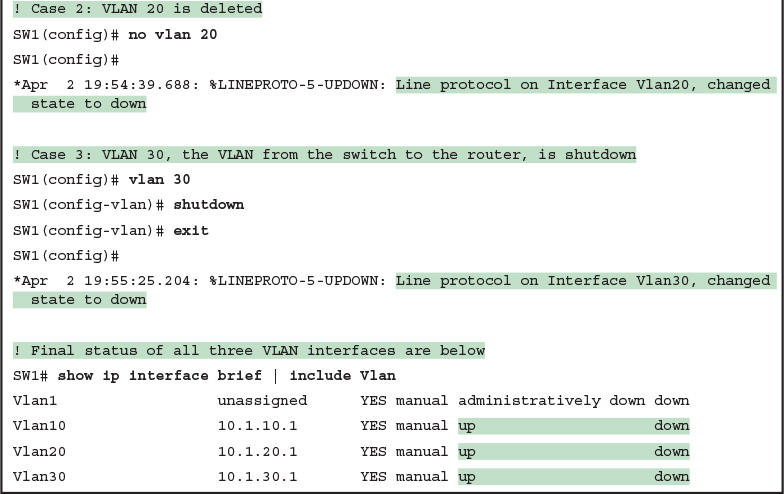 ! Case 2: VLAN 20 is deleted
SW1(config)# no vlan 20
SW1(config)#
*Apr  2 19:54:39.688: %LINEPROTO-5-UPDOWN: Line protocol on Interface Vlan20, changed
  state to down
! Case 3: VLAN 30, the VLAN from the switch to the router, is shutdown
SW1(config)# vlan 30
SW1(config-vlan)# shutdown
SW1(config-vlan)# exit
SW1(config)#
*Apr  2 19:55:25.204: %LINEPROTO-5-UPDOWN: Line protocol on Interface Vlan30, changed
  state to down
! Final status of all three VLAN interfaces are below
SW1# show ip interface brief | include Vlan
Vlan1                  unassigned      YES manual administratively down down
Vlan10                 10.1.10.1       YES manual up                    down
Vlan20                 10.1.20.1       YES manual up                    down
Vlan30                 10.1.30.1       YES manual up                    down